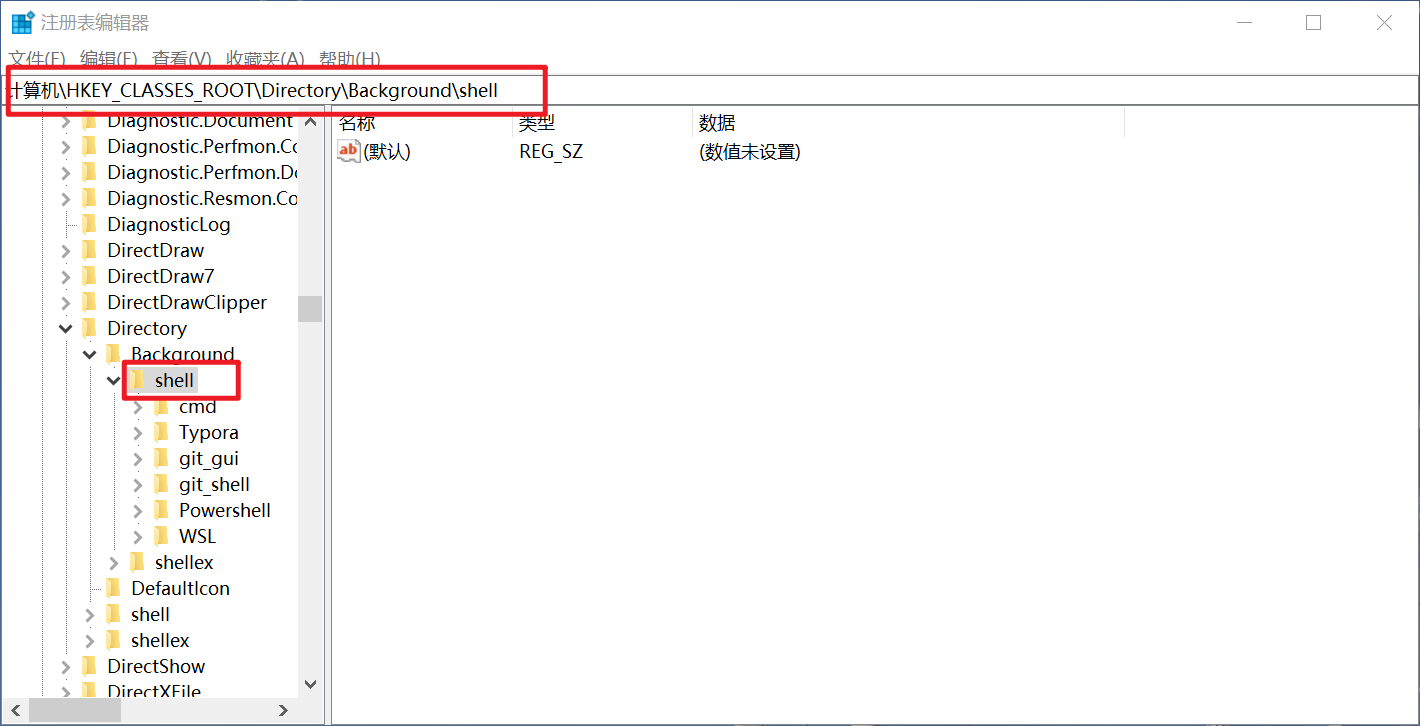 注册表编辑器
文件(F) 编辑(E) 查看(V) 收藏夹(A) 帮助(H)
计算机\HKEY_CLASSES_ROOT\Directory\Background\shell
Diagnostic.Document
Diagnostic.Perfmon.Co
Diagnostic.Perfmon.Do
Diagnostic.Resmon.Co
DiagnosticLog
DirectDraw
DirectDraw7
DirectDrawClipper
Directory
Background
shell
cmd
Typora
git_gui
git_shell
Powershell
WSL
shellex
DefaultIcon
shell
shellex
DirectShow
DirectXFile
名称 类型 数据
ab (默认) REG_SZ (数值未设置)